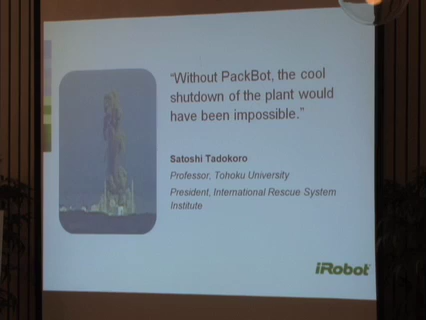 “Without PackBot, the cool
shutdown of the plant would
have been impossible.”
Satoshi Tadokoro
Professor, Tohoku University
President, International Rescue System
Institute
iRobot